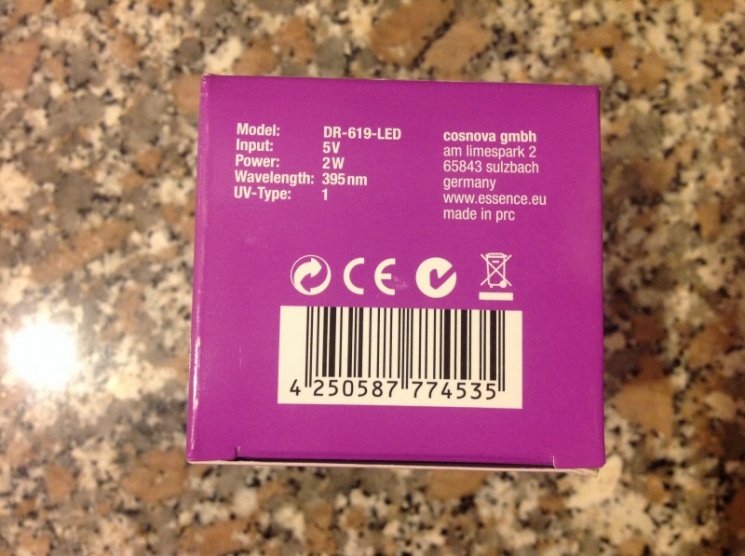 Model: DR-619-LED
Input: 5V
Power: 2W
Wavelength: 395nm
UV-Type: 1
cosnova gmbh
am limespark 2
65843 sulzbach
germany
www.essence.eu
made in prc
CE
4 250587 774535